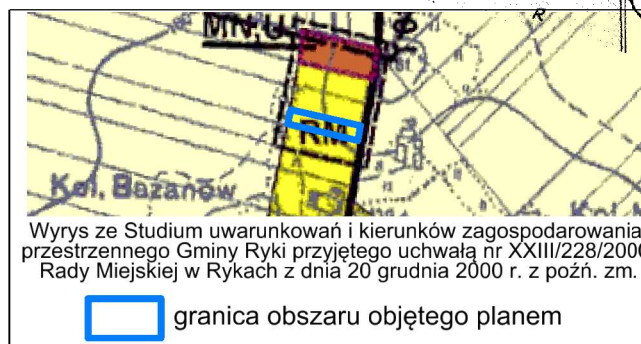 MN,U
RM
Kol. Bazanów
Wyrys ze Studium uwarunkowań i kierunków zagospodarowania
przestrzennego Gminy Ryki przyjętego uchwałą nr XXIII/228/2000
Rady Miejskiej w Rykach z dnia 20 grudnia 2000 r. z poźń. zm.
granica obszaru objętego planem